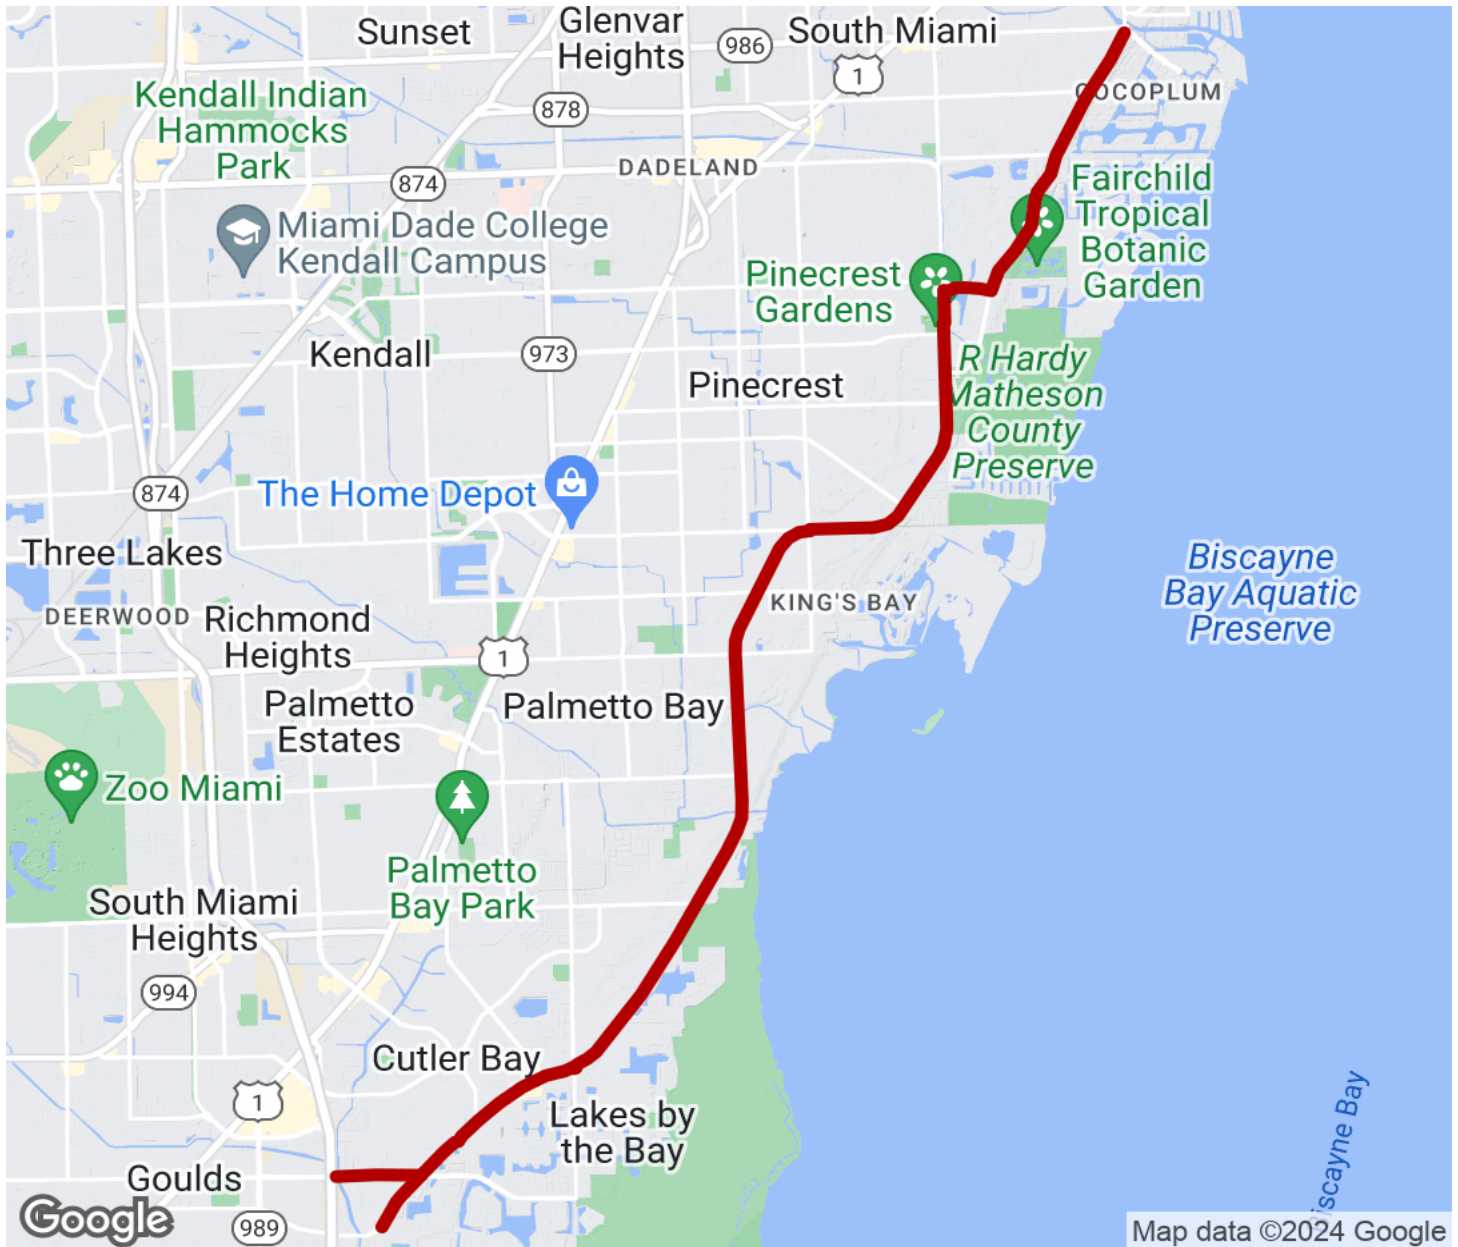 Sunset
Glenvar
Heights
986
South Miami
1
COCOPLUM
Kendall Indian
Hammocks
Park
878
DADELAND
874
Fairchild
Tropical
Botanic
Garden
Miami Dade College
Kendall Campus
Pinecrest
Gardens
Kendall
973
Pinecrest
R Hardy
Matheson
County
Preserve
874
The Home Depot
Three Lakes
Biscayne
Bay Aquatic
Preserve
DEERWOOD
Richmond
Heights
KING'S BAY
1
Palmetto
Estates
Palmetto Bay
Zoo Miami
Palmetto
Bay Park
South Miami
Heights
994
Cutler Bay
1
Lakes by
the Bay
Biscayne Bay
Goulds
Google
989
Map data ©2024 Google